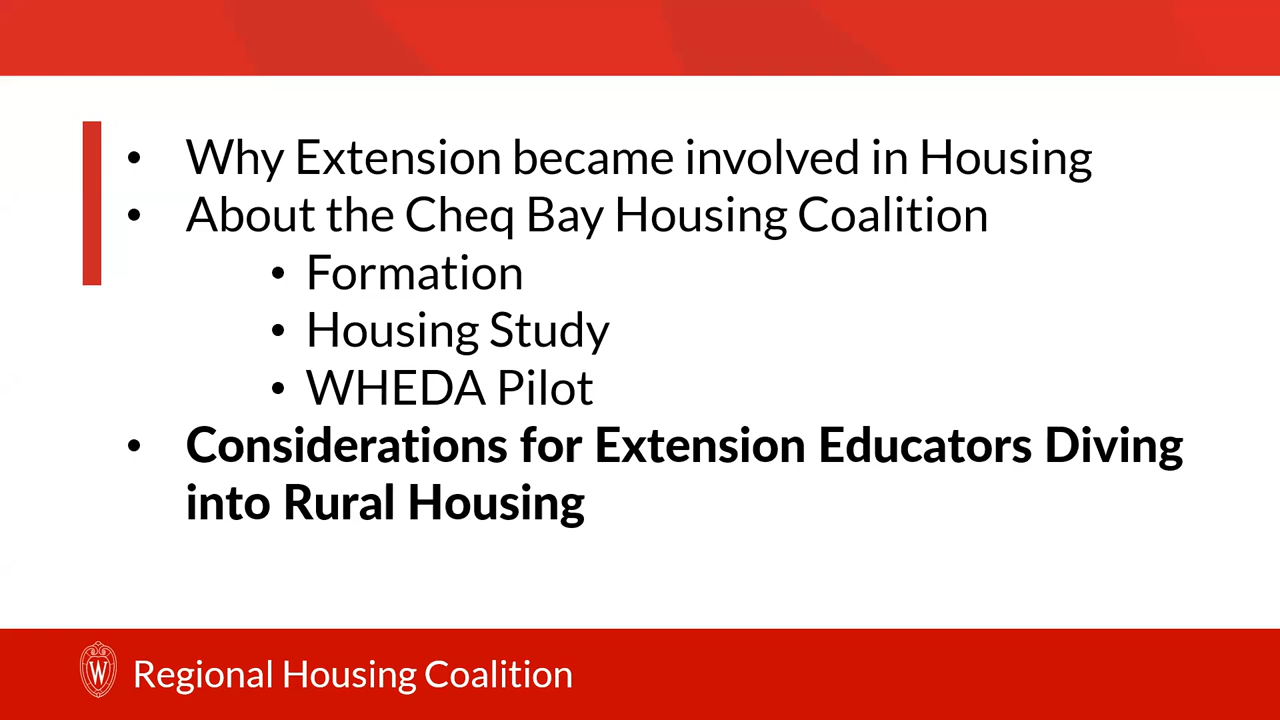 • Why Extension became involved in Housing
• About the Cheq Bay Housing Coalition
• Formation
• Housing Study
• WHEDA Pilot
• Considerations for Extension Educators Diving
into Rural Housing
W
Regional Housing Coalition